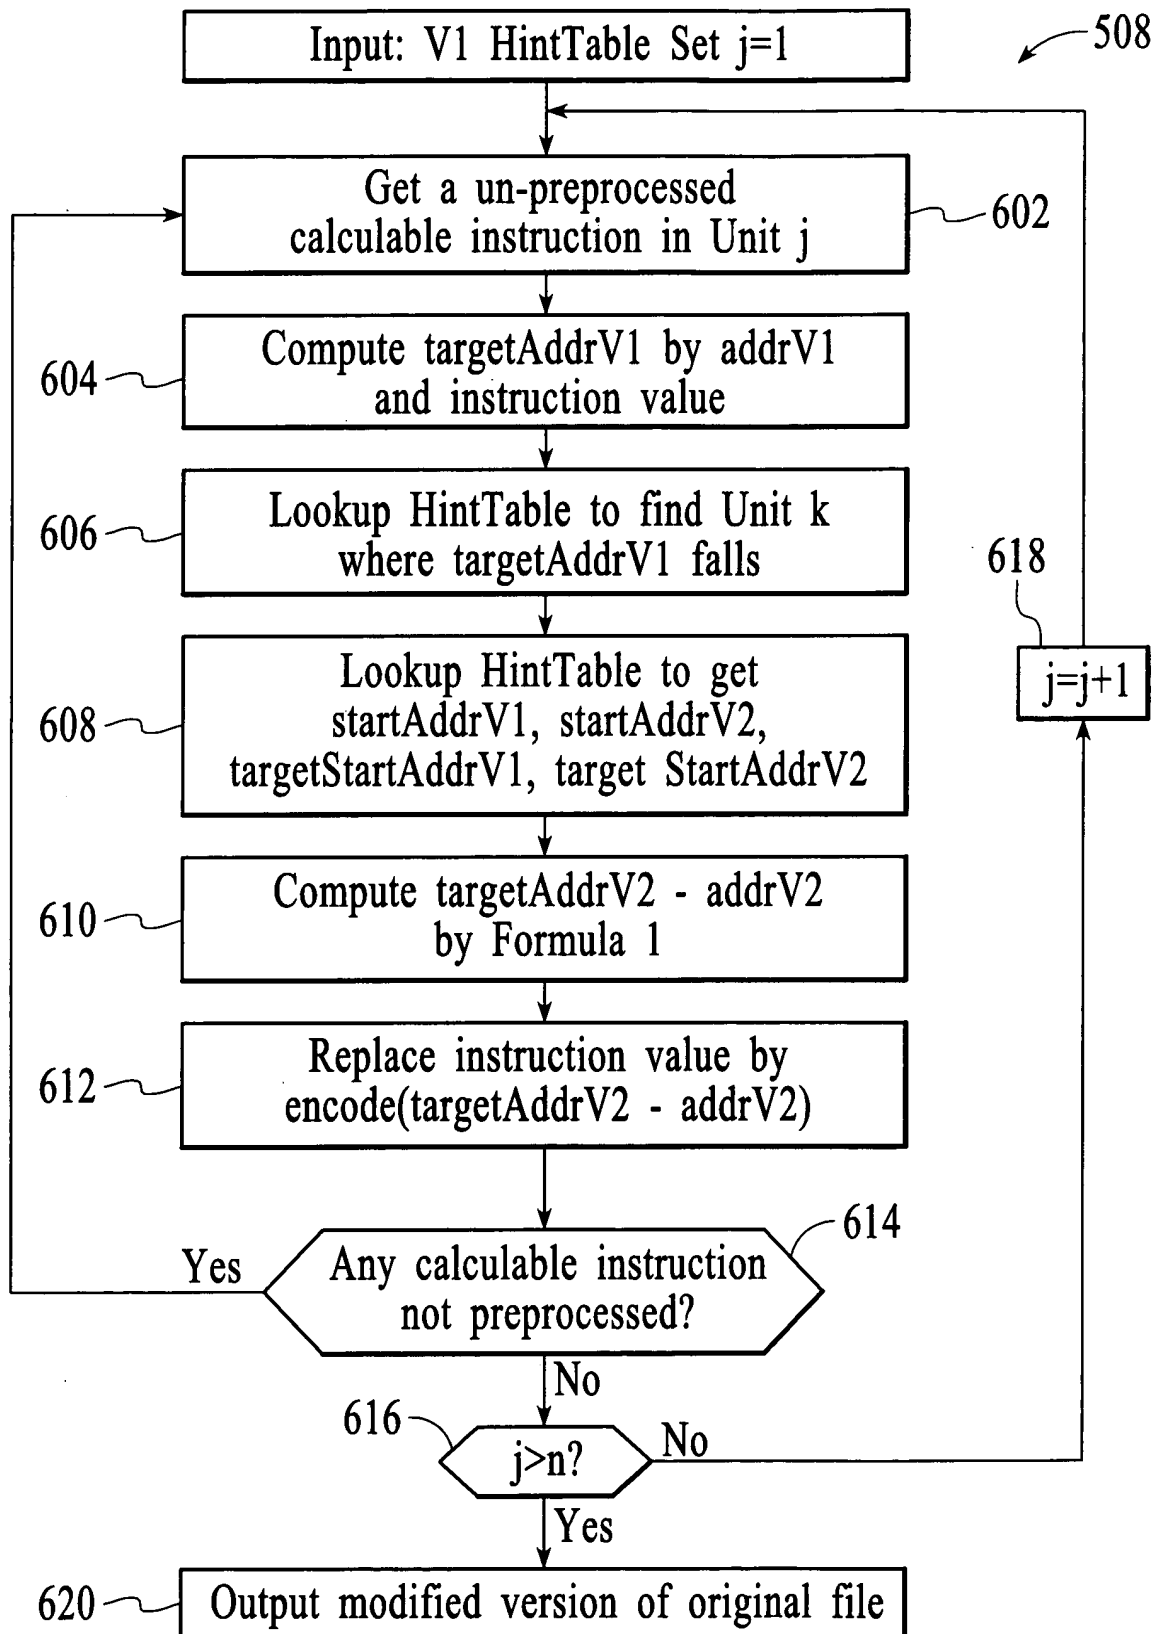 Input: V1 HintTable Set j=1
508
Get a un-preprocessed
calculable instruction in Unit j
602
Compute targetAddrV1 by addrV1
and instruction value
604
Lookup HintTable to find Unit k
where targetAddrV1 falls
606
618
j=j+1
Lookup HintTable to get
startAddrV1, startAddrV2,
targetStartAddrV1, target StartAddrV2
608
Compute targetAddrV2 - addrV2
by Formula 1
610
Replace instruction value by
encode(targetAddrV2 - addrV2)
612
614
Yes
Any calculable instruction
not preprocessed?
No
616
j>n?
No
Yes
620
Output modified version of original file